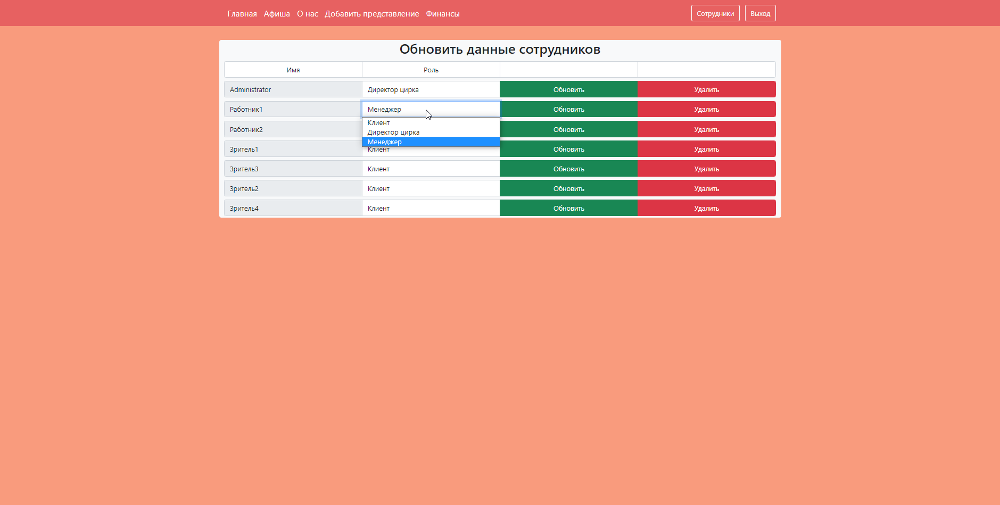 Главная Афиша О нас Добавить представление Финансы Сотрудники Выход
Обновить данные сотрудников
Имя Роль
Administrator Директор цирка Обновить Удалить
Работник1 Менеджер Обновить Удалить
Клиент
Директор цирка
Менеджер
Работник2 Обновить Удалить
Зритель1 Клиент Обновить Удалить
Зритель3 Клиент Обновить Удалить
Зритель2 Клиент Обновить Удалить
Зритель4 Клиент Обновить Удалить